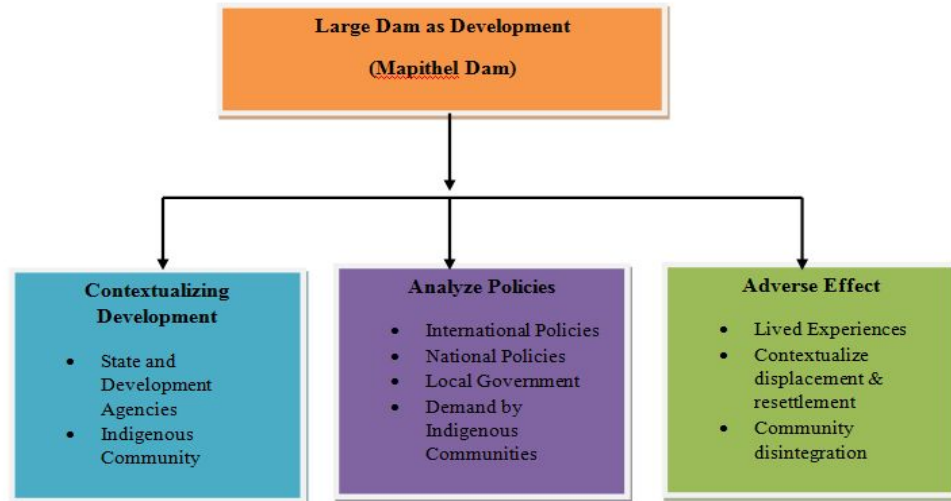 Large Dam as Development
(Mapithel Dam)
Contextualizing
Development
• State and
Development
Agencies
• Indigenous
Community
Analyze Policies
• International Policies
• National Policies
• Local Government
• Demand by
Indigenous
Communities
Adverse Effect
• Lived Experiences
• Contextualize
displacement &
resettlement
• Community
disintegration